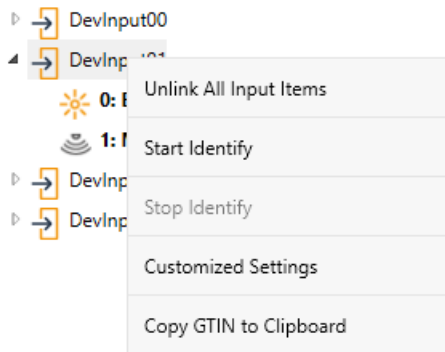 DevInput00
DevInput01
Unlink All Input Items
0:
1:
Start Identify
DevInp
Stop Identify
DevInp
Customized Settings
Copy GTIN to Clipboard